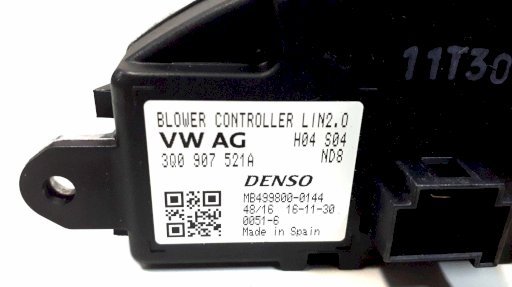 11T30
BLOWER CONTROLLER LIN2.0
VW AG H04 S04
3Q0 907 521A ND8
DENSO
MB499800-0144
48/16 16-11-30
0051-6
Made in Spain